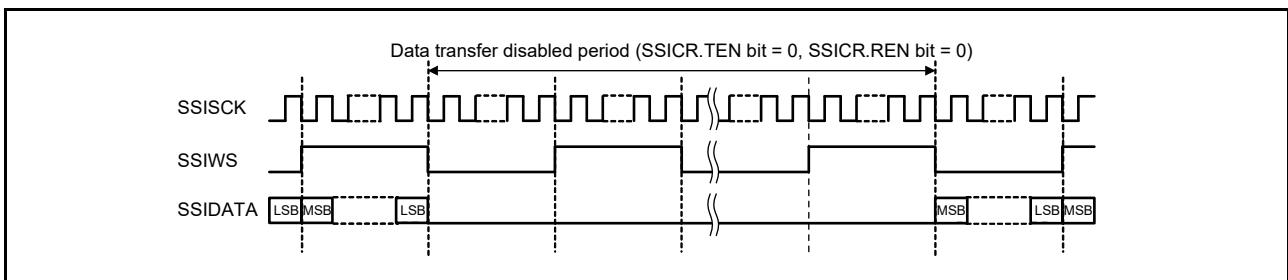 Data transfer disabled period (SSICR.TEN bit = 0, SSICR.REN bit = 0)
SSISCK
SSIWS
SSIDATA LSB MSB LSB MSB LSB MSB